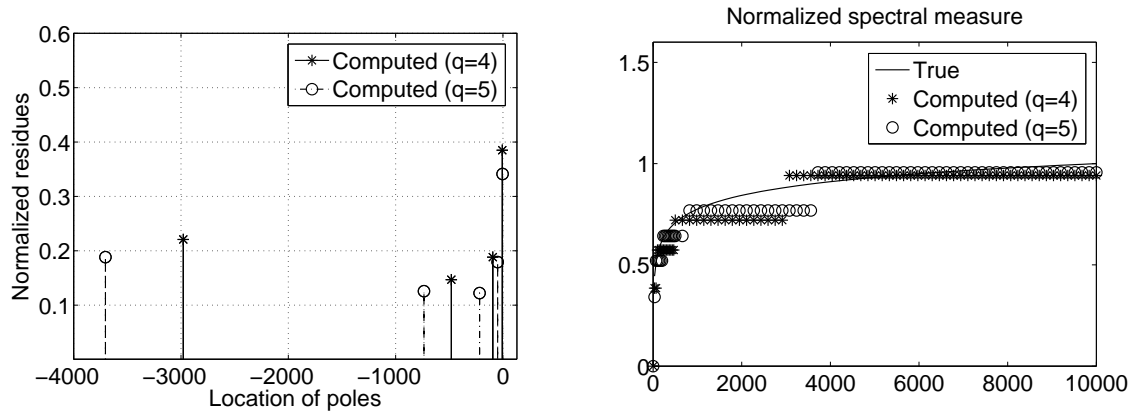 0.6
0.5
0.4
0.3
0.2
0.1
Normalized residues
Computed (q=4)
Computed (q=5)
−4000 −3000 −2000 −1000 0
Location of poles
Normalized spectral measure
1.5
1
0.5
0
True
Computed (q=4)
Computed (q=5)
0 2000 4000 6000 8000 10000